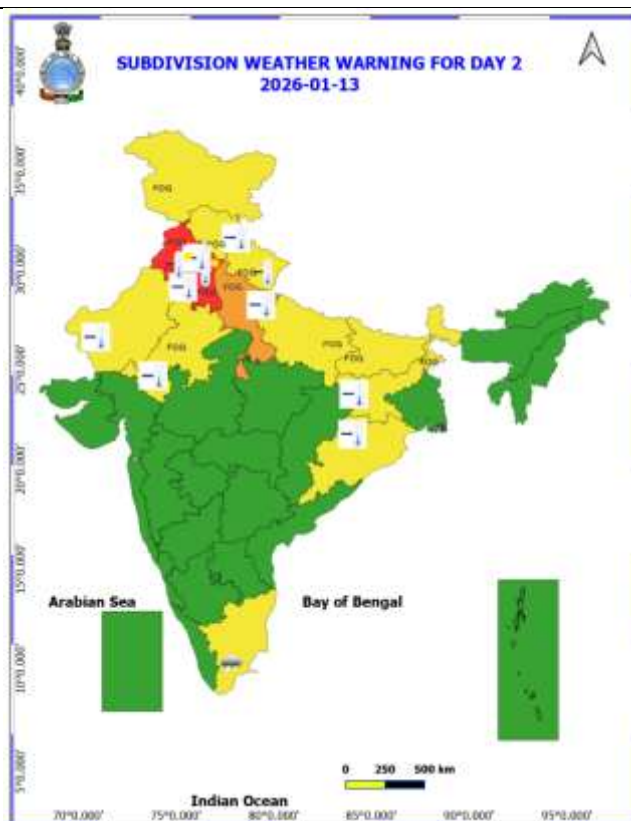 SUBDIVISION WEATHER WARNING FOR DAY 2
2026-01-13
40°0.000'
35°0.000'
FOG
30°0.000'
FOG
FOG
FOG
FOG
FOG
FOG
25°0.000'
FOG
20°0.000'
15°0.000'
Arabian Sea
Bay of Bengal
10°0.000'
5°0.000'
0 250 500 km
Indian Ocean
70°0.000' 75°0.000' 80°0.000' 85°0.000' 90°0.000' 95°0.000'